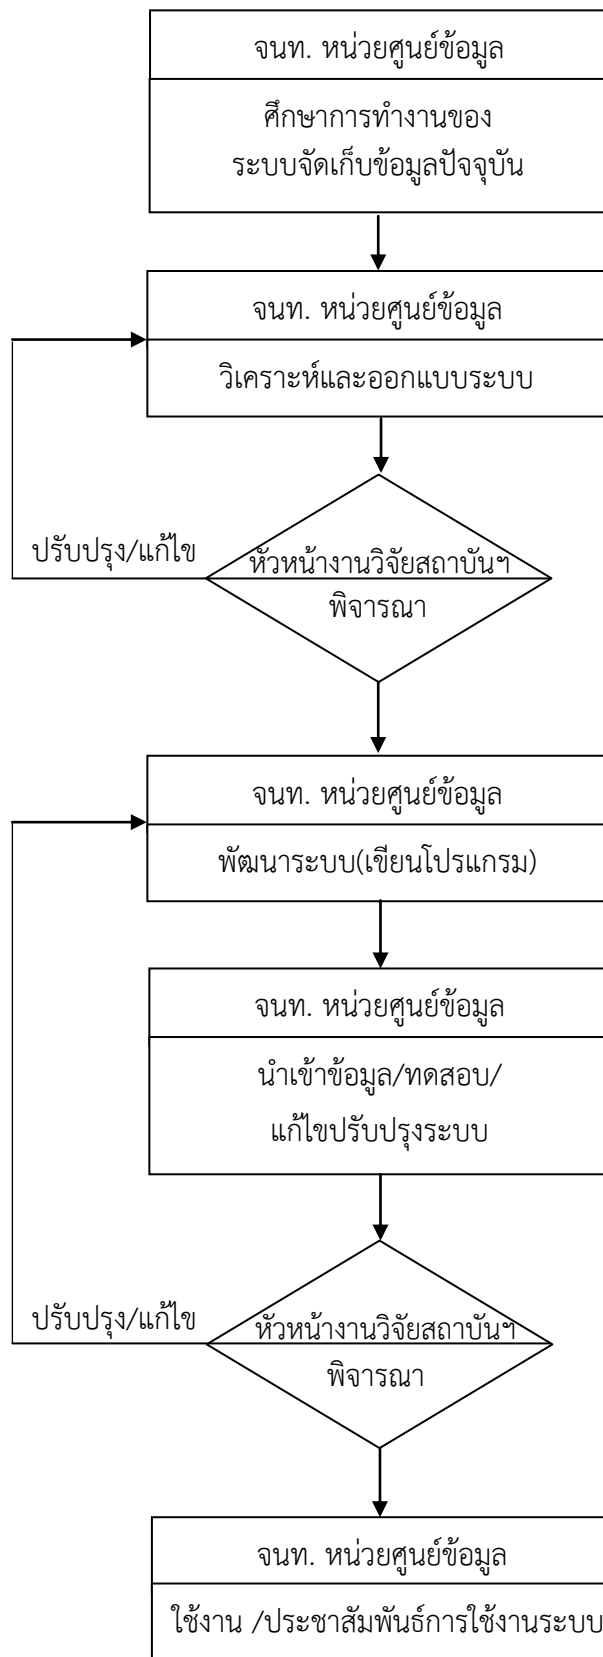 จนท. หน่วยศูนย์ข้อมูล
ศึกษาการทำงานของ
ระบบจัดเก็บข้อมูลปัจจุบัน
จนท. หน่วยศูนย์ข้อมูล
วิเคราะห์และออกแบบระบบ
ปรับปรุง/แก้ไข
หัวหน้างานวิจัยสถาบันฯ
พิจารณา
จนท. หน่วยศูนย์ข้อมูล
พัฒนาระบบ(เขียนโปรแกรม)
จนท. หน่วยศูนย์ข้อมูล
นำเข้าข้อมูล/ทดสอบ/
แก้ไขปรับปรุงระบบ
ปรับปรุง/แก้ไข
หัวหน้างานวิจัยสถาบันฯ
พิจารณา
จนท. หน่วยศูนย์ข้อมูล
ใช้งาน /ประชาสัมพันธ์การใช้งานระบบ